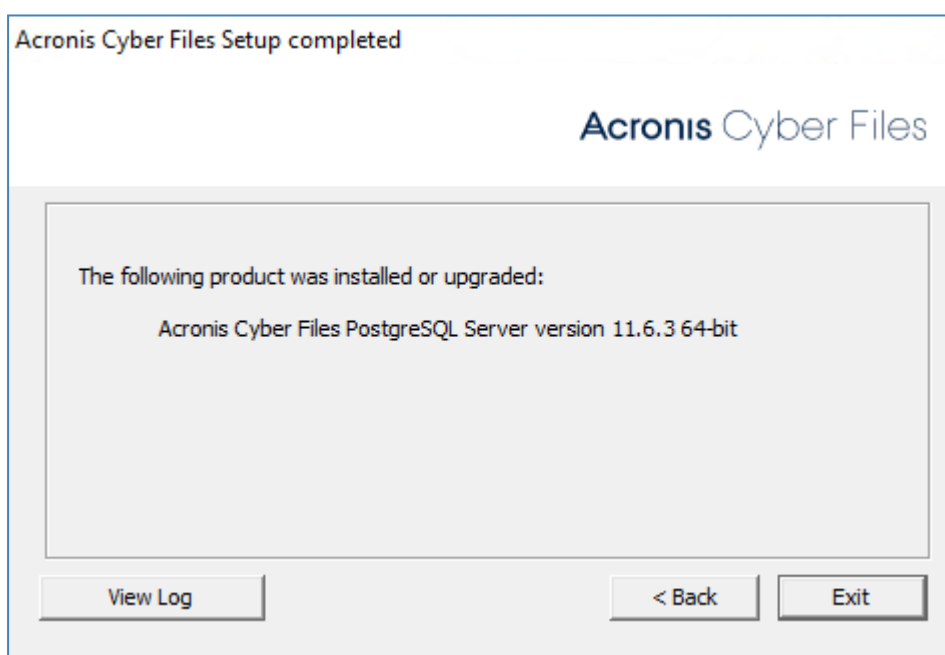 Acronis Cyber Files Setup completed
Acronis Cyber Files
The following product was installed or upgraded:
Acronis Cyber Files PostgreSQL Server version 11.6.3 64-bit
View Log
< Back
Exit